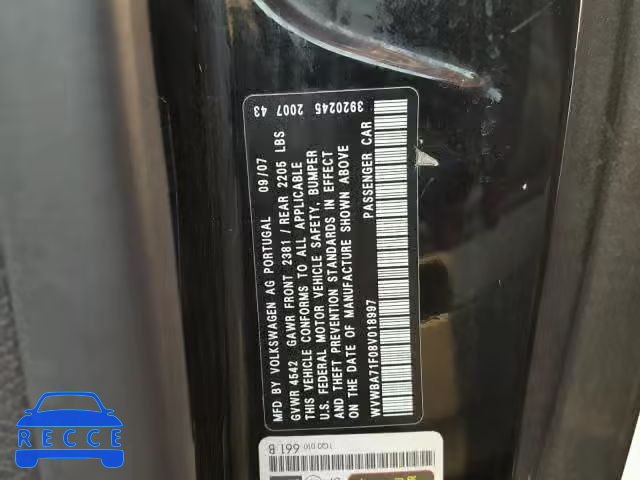 MFD BY VOLKSWAGEN AG PORTUGAL 09/07 2007 43 3920245
GVWR 4542 GAWR FRONT 2381 / REAR 2205 LBS
THIS VEHICLE CONFORMS TO ALL APPLICABLE
U.S. FEDERAL MOTOR VEHICLE SAFETY, BUMPER
AND THEFT PREVENTION STANDARDS IN EFFECT
ON THE DATE OF MANUFACTURE SHOWN ABOVE
WVWBA71F08V018997 PASSENGER CAR
1Q0 010 661 B
RECCE